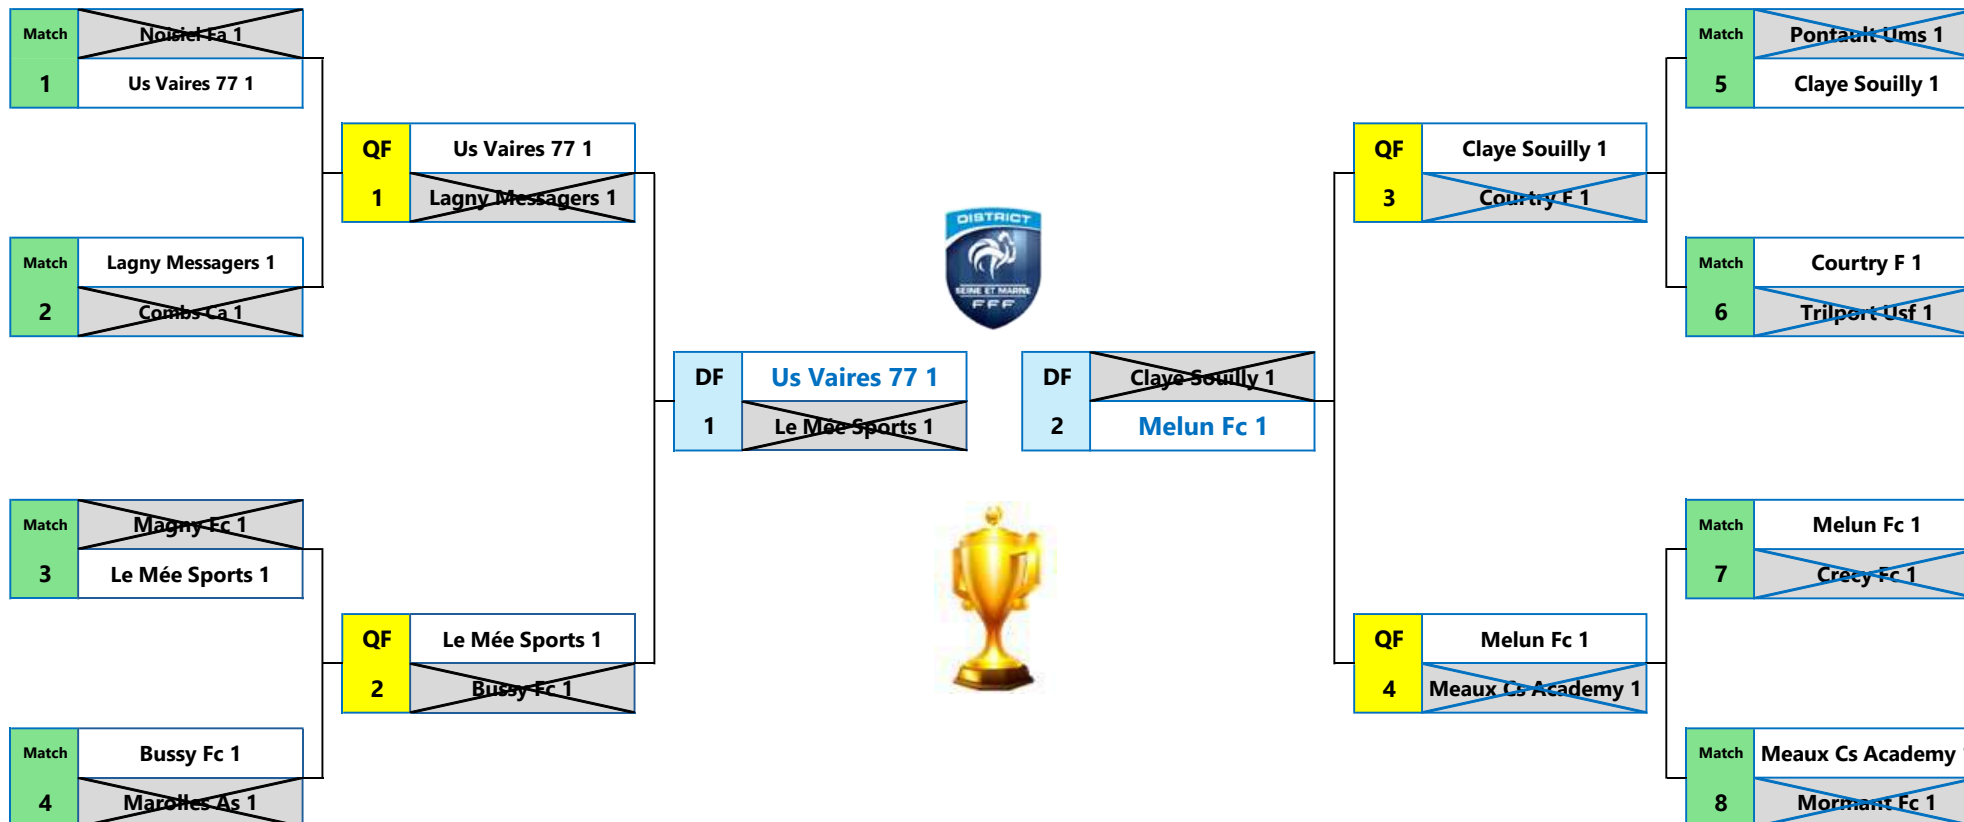 Match
Noisiel Fa 1
1
Us Vaires 77 1
Match
Lagny Messagers 1
2
Combs Ca 1
Match
Magny Fc 1
3
Le Mée Sports 1
Match
Bussy Fc 1
4
Marolles As 1
QF
Us Vaires 77 1
1
Lagny Messagers 1
QF
Le Mée Sports 1
2
Bussy Fc 1
DF
Us Vaires 77 1
1
Le Mée Sports 1
DISTRICT
SEINE ET MARNE
FFF
DF
Claye Souilly 1
2
Melun Fc 1
QF
Claye Souilly 1
3
Courtry F 1
QF
Melun Fc 1
4
Meaux Cs Academy 1
Match
Pontault Ums 1
5
Claye Souilly 1
Match
Courtry F 1
6
Trilport Usf 1
Match
Melun Fc 1
7
Crecy Fc 1
Match
Meaux Cs Academy
8
Mormant Fc 1